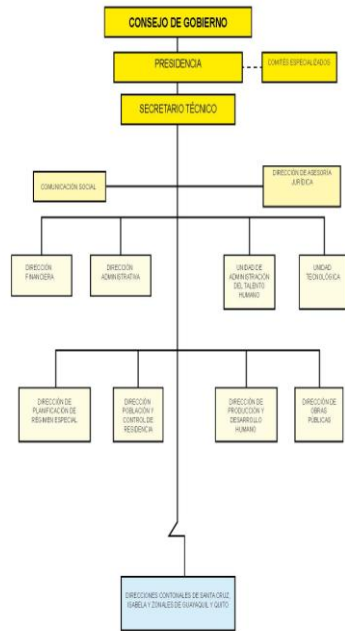 CONSEJO DE GOBIERNO
PRESIDENCIA
COMITÉS ESPECIALIZADOS
SECRETARIO TÉCNICO
COMUNICACIÓN SOCIAL
DIRECCIÓN DE ASESORÍA
JURÍDICA
DIRECCIÓN
FINANCIERA
DIRECCIÓN
ADMINISTRATIVA
UNIDAD DE
ADMINISTRACIÓN
DEL TALENTO
HUMANO
UNIDAD
TECNOLÓGICA
DIRECCIÓN DE
PLANIFICACIÓN DE
RÉGIMEN ESPECIAL
DIRECCIÓN
POBLACIÓN Y
CONTROL DE
RESIDENCIA
DIRECCIÓN DE
PRODUCCIÓN Y
DESARROLLO
HUMANO
DIRECCIÓN DE
OBRAS
PÚBLICAS
DIRECCIONES CONTONALES DE SANTA CRUZ,
ISABELA Y ZONALES DE GUAYAQUIL Y QUITO